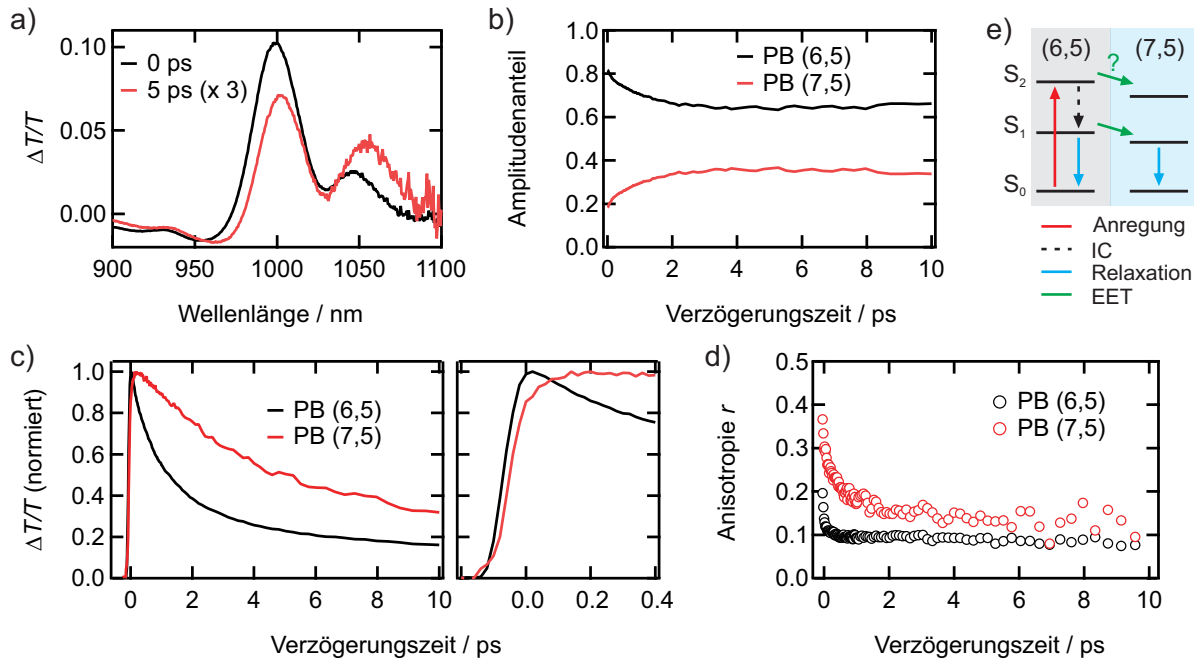 a)
0.10
0.05
0.00
ΔT/T
0 ps
5 ps (x 3)
900
950
1000
1050
1100
Wellenlänge / nm
b)
1.0
0.8
0.6
0.4
0.2
0.0
Amplitudenanteil
PB (6,5)
PB (7,5)
0
2
4
6
8
10
Verzögerungszeit / ps
e)
(6,5)
(7,5)
?
S2
S1
S0
Anregung
IC
Relaxation
EET
c)
1.0
0.8
0.6
0.4
0.2
0.0
ΔT/T (normiert)
PB (6,5)
PB (7,5)
0
2
4
6
8
10
0.0
0.2
0.4
Verzögerungszeit / ps
d)
0.5
0.4
0.3
0.2
0.1
0.0
Anisotropie r
PB (6,5)
PB (7,5)
0
2
4
6
8
10
Verzögerungszeit / ps